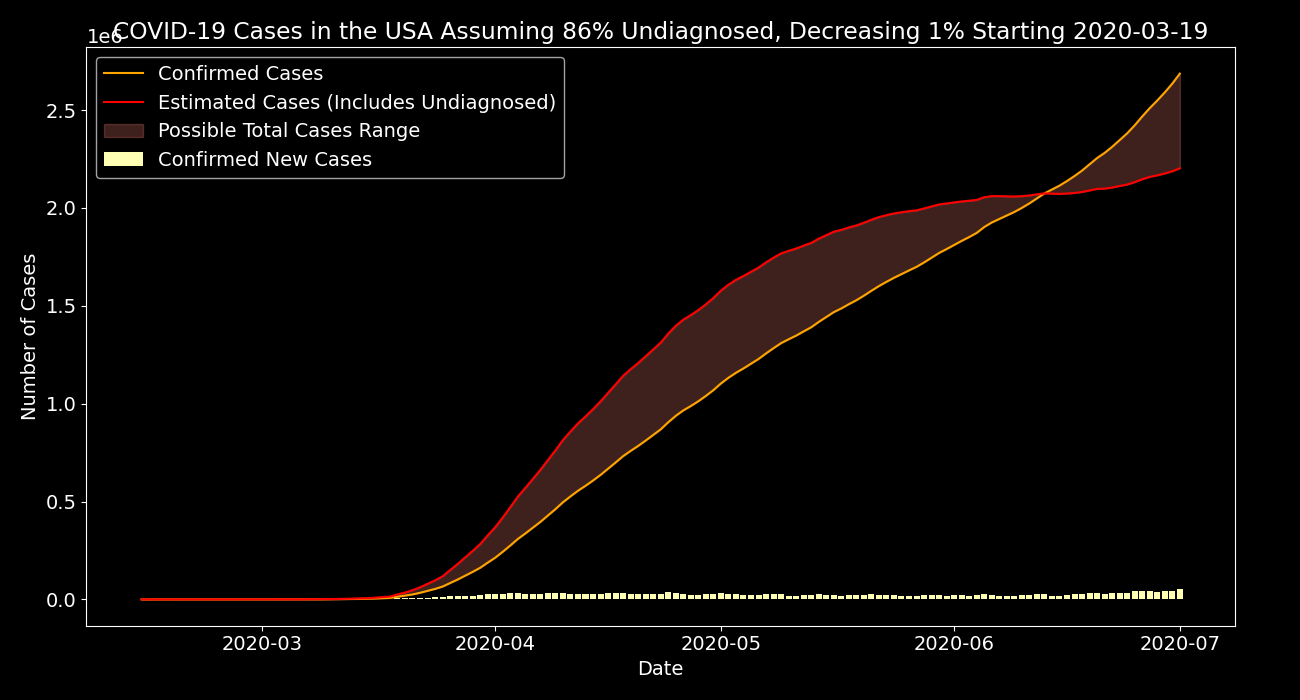 COVID-19 Cases in the USA Assuming 86% Undiagnosed, Decreasing 1% Starting 2020-03-19
1e6
Confirmed Cases
Estimated Cases (Includes Undiagnosed)
Possible Total Cases Range
Confirmed New Cases
Number of Cases
2.5
2.0
1.5
1.0
0.5
0.0
2020-03
2020-04
2020-05
2020-06
2020-07
Date